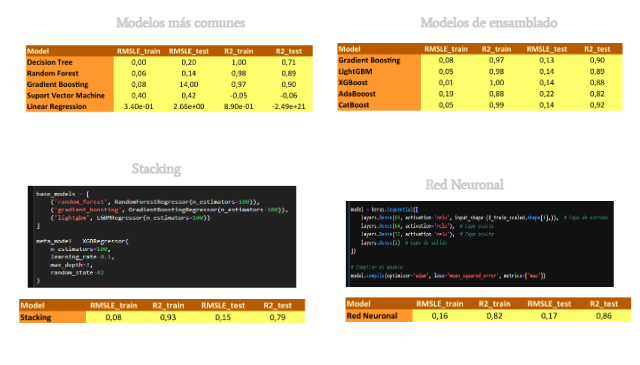 Modelos más comunes
Model RMSLE_train RMSLE_test R2_train R2_test
Decision Tree 0,00 0,20 1,00 0,71
Random Forest 0,06 0,14 0,98 0,89
Gradient Boosting 0,08 14,00 0,97 0,90
Suport Vector Machine 0,40 0,42 -0,05 -0,06
Linear Regression 3.40e-01 2.66e+00 8.90e-01 -2.49e+21
Modelos de ensamblado
Model RMSLE_train R2_train RMSLE_test R2_test
Gradient Boosting 0,08 0,97 0,13 0,90
LightGBM 0,05 0,98 0,14 0,89
XGBoost 0,01 1,00 0,14 0,88
AdaBooost 0,19 0,88 0,22 0,82
CatBoost 0,05 0,99 0,14 0,92
Stacking
base_models = [
("random_forest", RandomForestRegressor(n_estimators=100)),
("gradient_boosting", GradientBoostingRegressor(n_estimators=100)),
("lightgbm", LGBMRegressor(n_estimators=100))
]
meta_model = XGBRegressor(
n_estimators=100,
learning_rate=0.1,
max_depth=3,
random_state=42
)
Model RMSLE_train R2_train RMSLE_test R2_test
Stacking 0,08 0,93 0,15 0,79
Red Neuronal
model = keras.Sequential([
layers.Dense(64, activation='relu', input_shape=(X_train_scaled.shape[1],)), # Capa de entrada
layers.Dense(64, activation='relu'), # Capa oculta
layers.Dense(32, activation='relu'), # Capa oculta
layers.Dense(1) # Capa de salida
])
# Compilar el modelo
model.compile(optimizer='adam', loss='mean_squared_error', metrics=['mae'])
Model RMSLE_train R2_train RMSLE_test R2_test
Red Neuronal 0,16 0,82 0,17 0,86